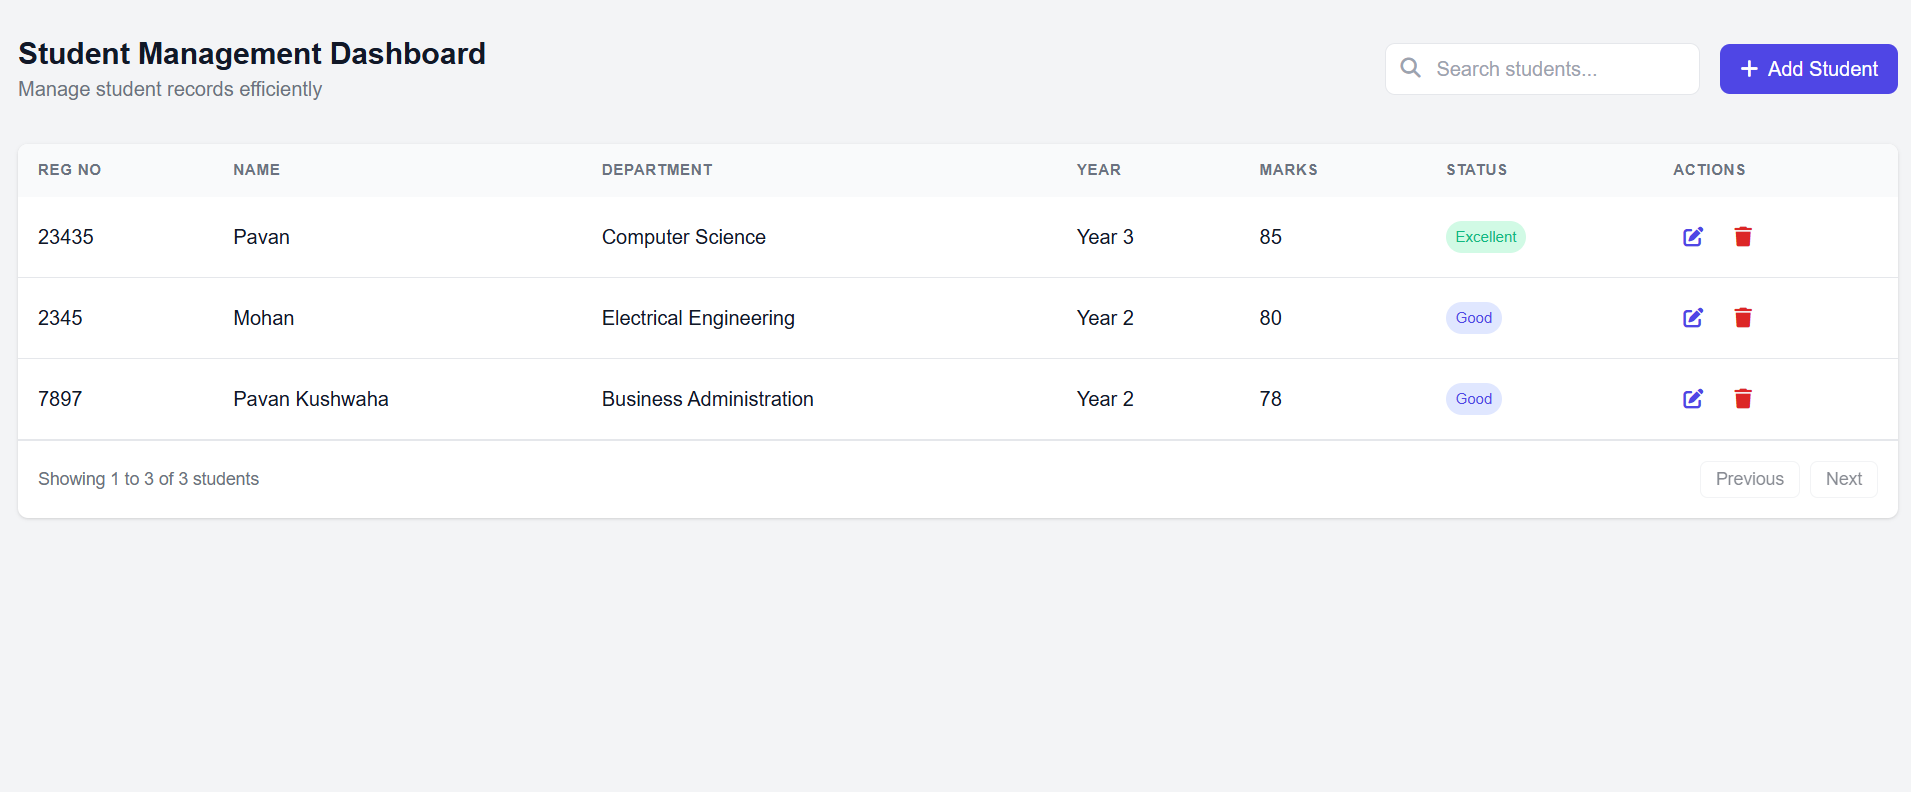 Student Management Dashboard
Manage student records efficiently
Search students...
Add Student
REG NO NAME DEPARTMENT YEAR MARKS STATUS ACTIONS
23435 Pavan Computer Science Year 3 85 Excellent
2345 Mohan Electrical Engineering Year 2 80 Good
7897 Pavan Kushwaha Business Administration Year 2 78 Good
Showing 1 to 3 of 3 students
Previous Next